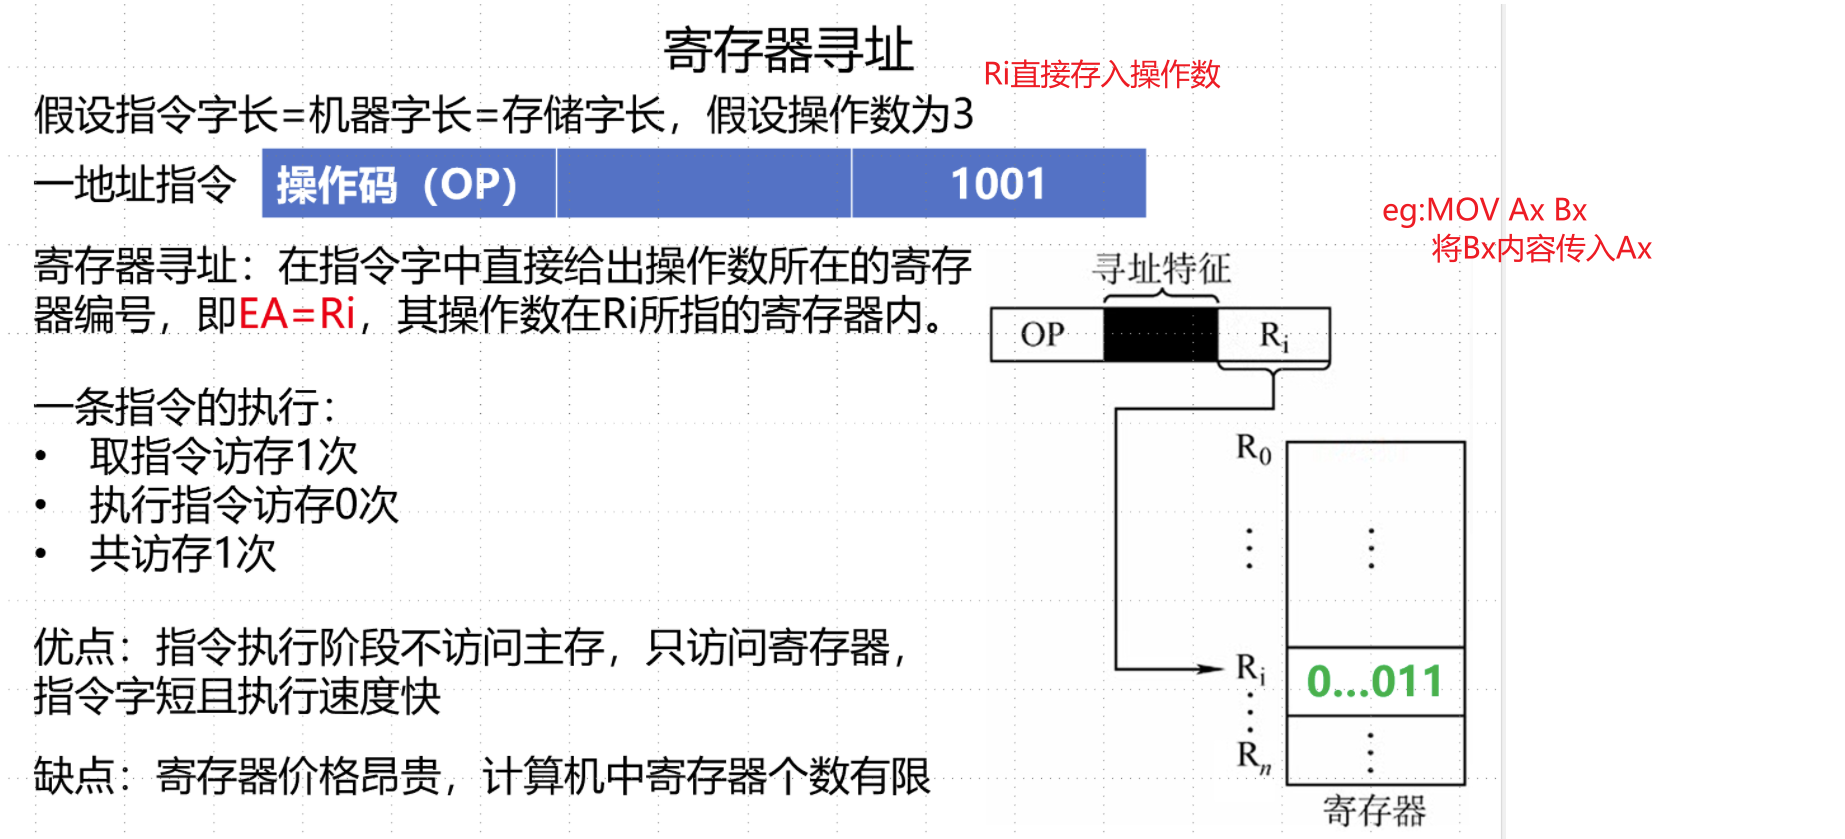 寄存器寻址
Ri直接存入操作数
假设指令字长=机器字长=存储字长，假设操作数为3
一地址指令 操作码（OP） 1001
eg:MOV Ax Bx
将Bx内容传入Ax
寄存器寻址：在指令字中直接给出操作数所在的寄存
器编号，即EA=Ri，其操作数在Ri所指的寄存器内。
一条指令的执行：
• 取指令访存1次
• 执行指令访存0次
• 共访存1次
优点：指令执行阶段不访问主存，只访问寄存器，
指令字短且执行速度快
缺点：寄存器价格昂贵，计算机中寄存器个数有限
寻址特征
OP Ri
R0
⋮ ⋮
Ri 0...011
⋮
Rn ⋮
寄存器